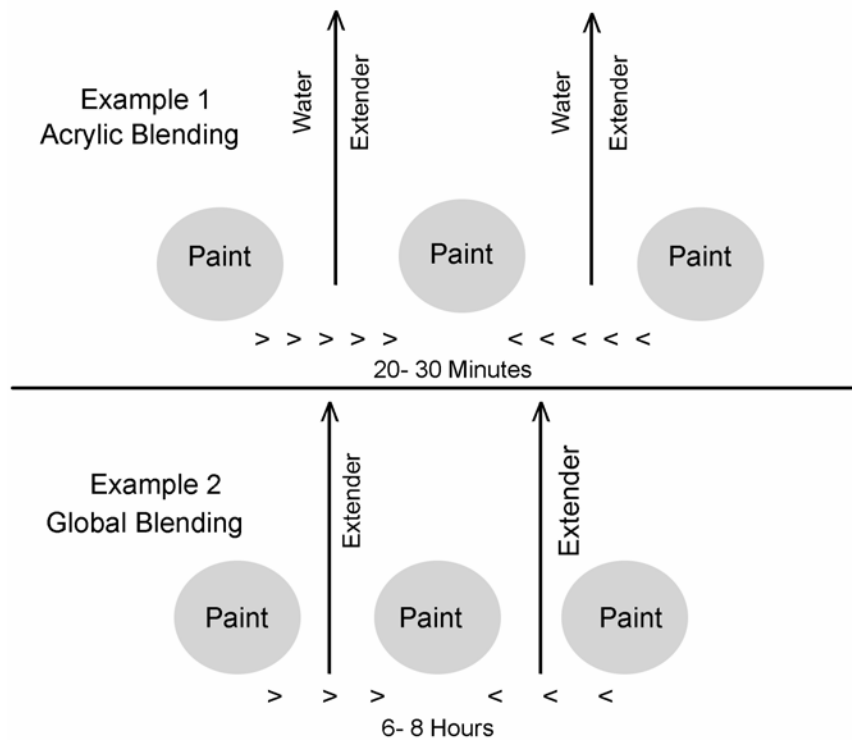 Example 1
Acrylic Blending
Water
Extender
Water
Extender
Paint
Paint
Paint
> > > > > < < < < <
20- 30 Minutes
Example 2
Global Blending
Extender
Extender
Paint
Paint
Paint
> > > < < <
6- 8 Hours